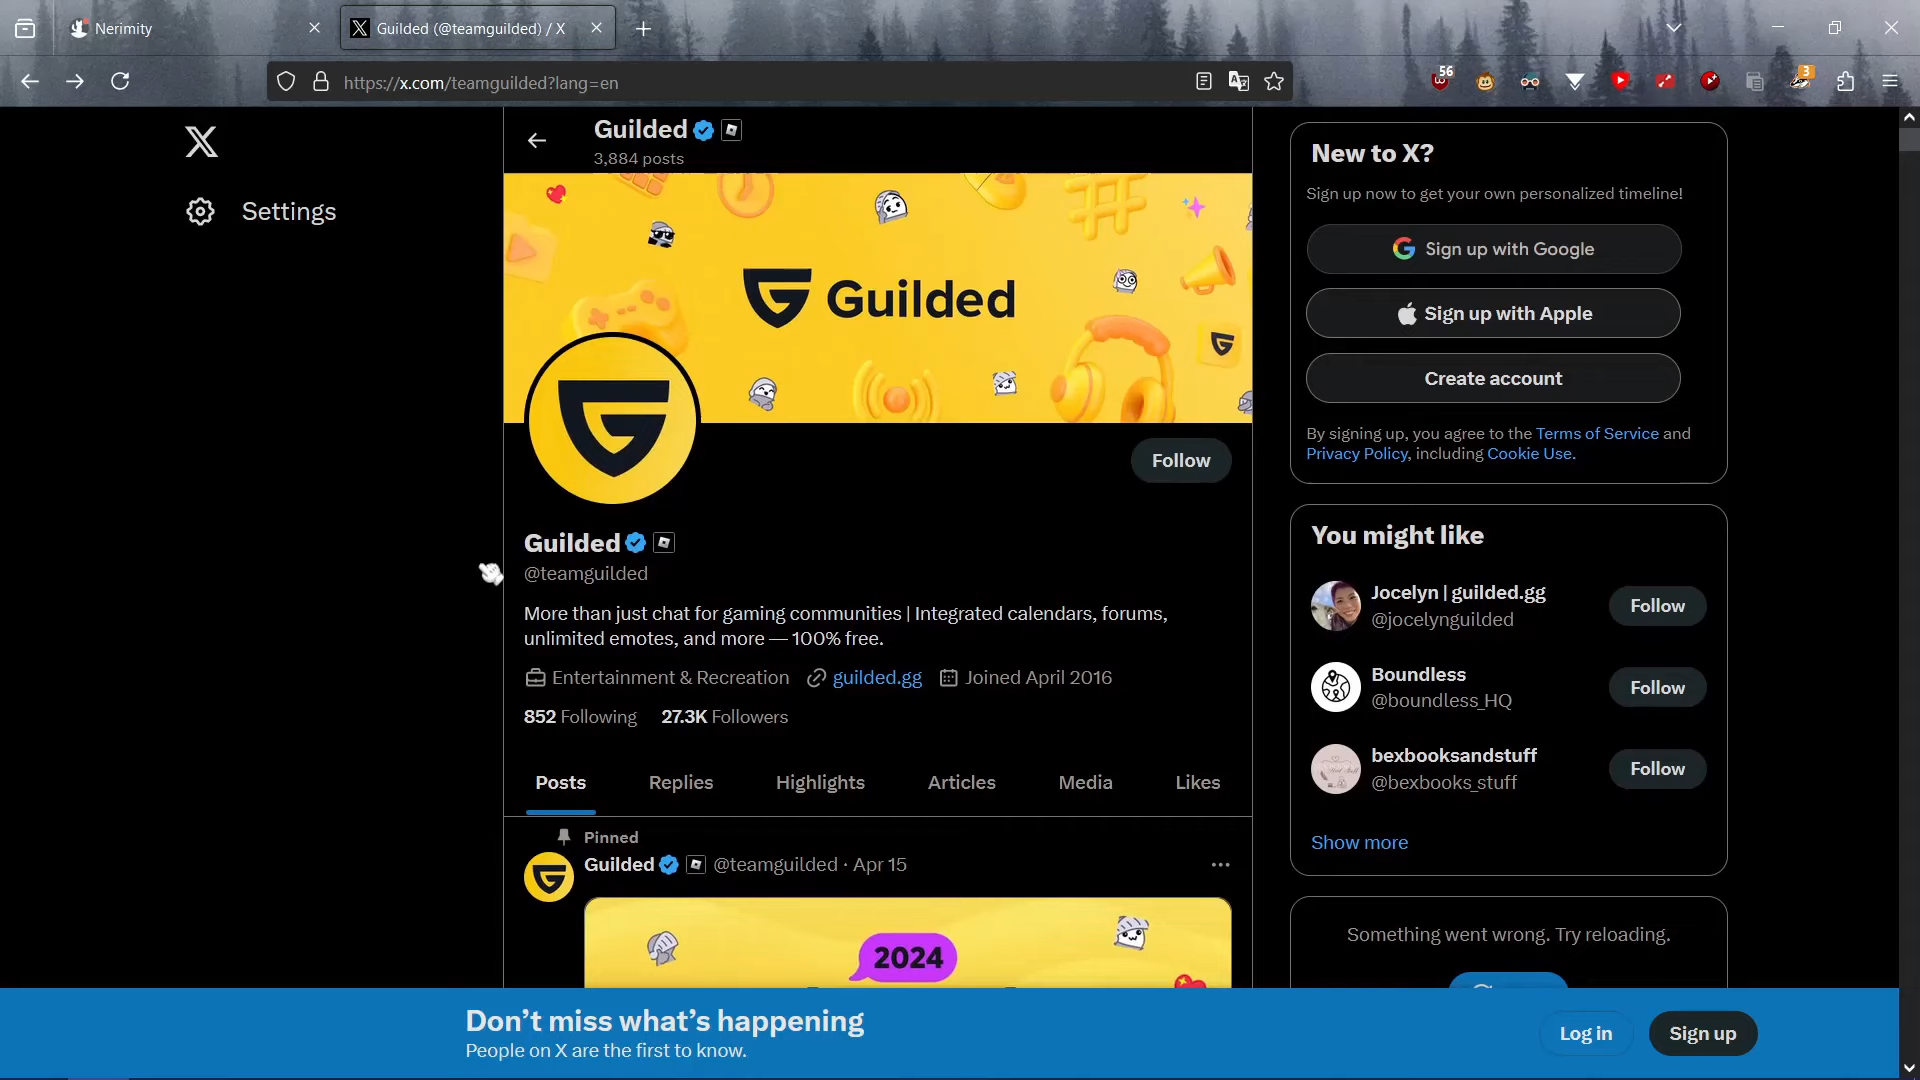 Nerimity
Guilded (@teamguilded) / X
https://x.com/teamguilded?lang=en
56
3
Settings
Guilded
3,884 posts
Guilded
Follow
Guilded
@teamguilded
More than just chat for gaming communities | Integrated calendars, forums,
unlimited emotes, and more — 100% free.
Entertainment & Recreation guilded.gg Joined April 2016
852 Following 27.3K Followers
Posts Replies Highlights Articles Media Likes
Pinned
Guilded @teamguilded · Apr 15
2024
New to X?
Sign up now to get your own personalized timeline!
Sign up with Google
Sign up with Apple
Create account
By signing up, you agree to the Terms of Service and
Privacy Policy, including Cookie Use.
You might like
Jocelyn | guilded.gg
@jocelynguilded
Follow
Boundless
@boundless_HQ
Follow
bexbooksandstuff
@bexbooks_stuff
Follow
Show more
Something went wrong. Try reloading.
Don’t miss what’s happening
People on X are the first to know.
Log in
Sign up